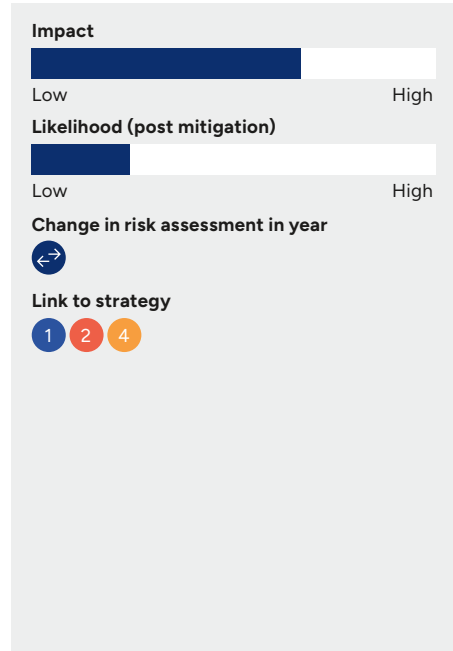 Impact
Low High
Likelihood (post mitigation)
Low High
Change in risk assessment in year
Link to strategy
1 2 4